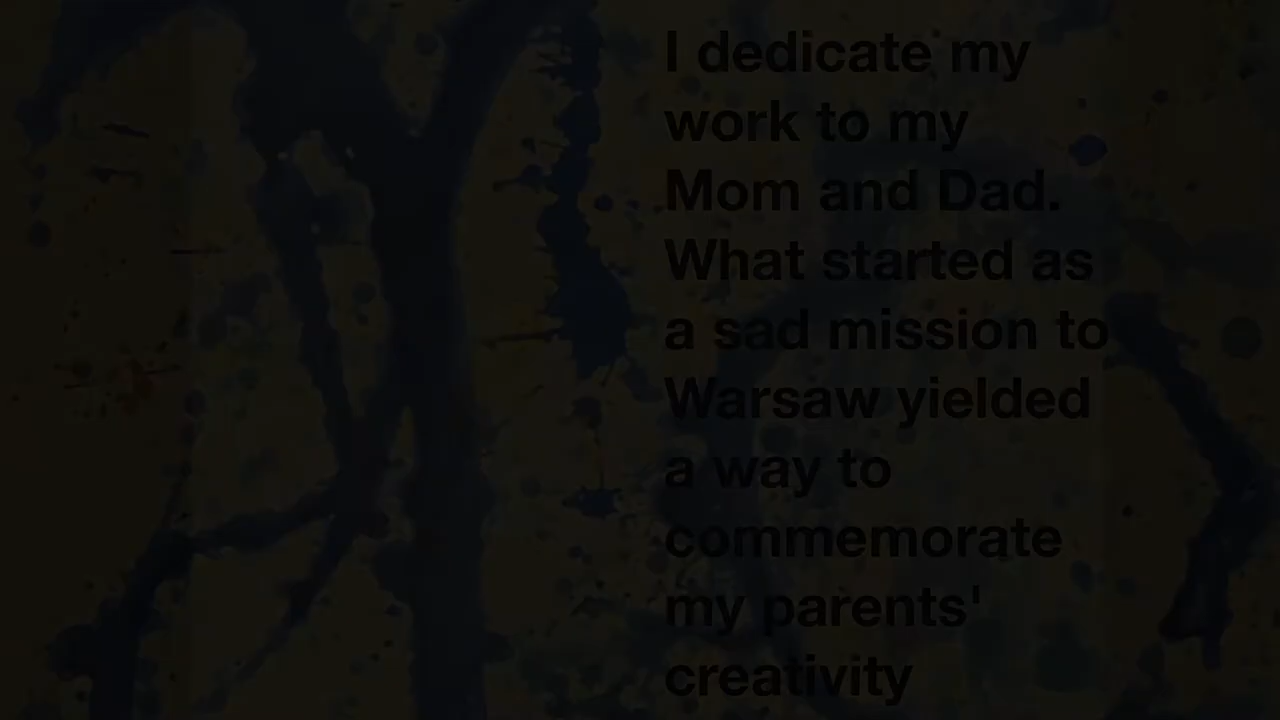 I dedicate my
work to my
Mom and Dad.
What started as
a sad mission to
Warsaw yielded
a way to
commemorate
my parents'
creativity